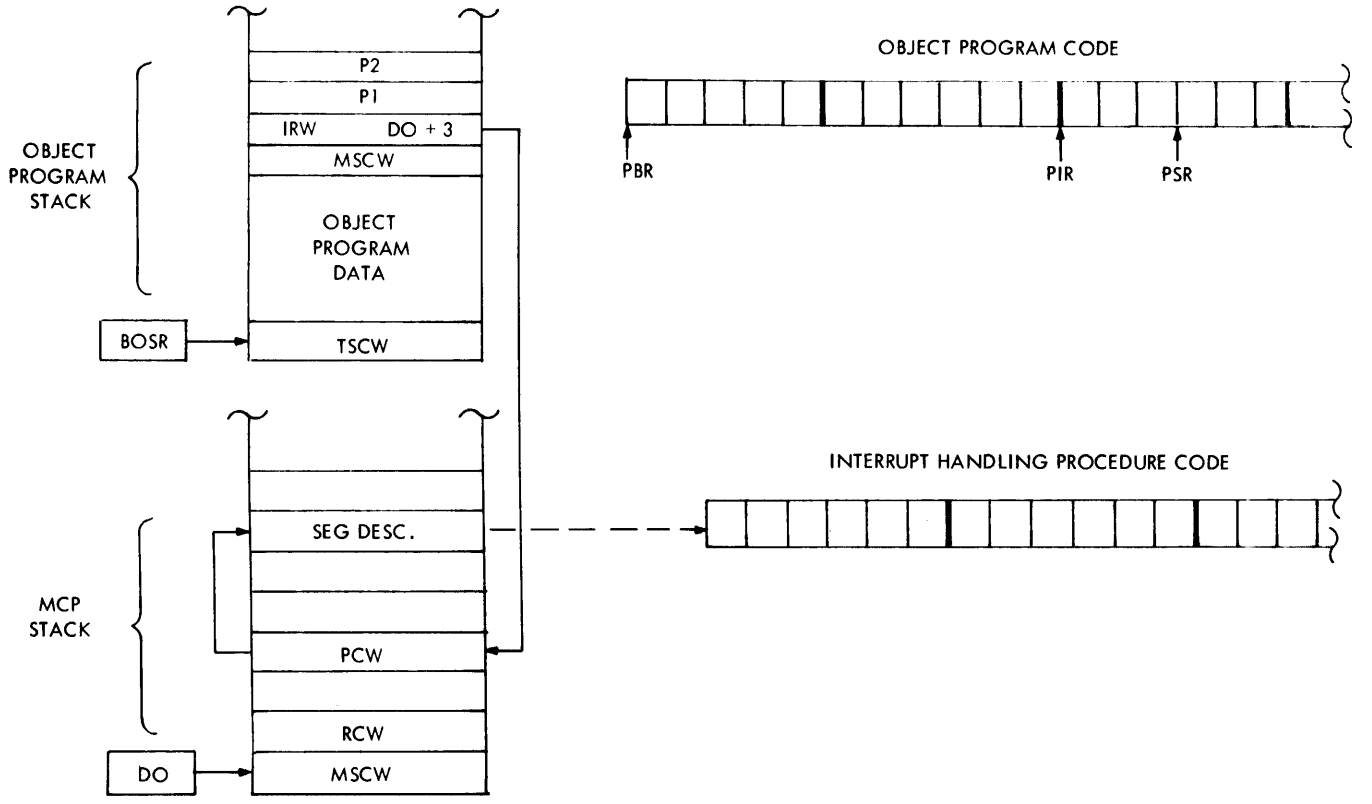 P2
P1
IRW DO + 3
MSCW
OBJECT
PROGRAM
DATA
TSCW
OBJECT
PROGRAM
STACK
BOSR
OBJECT PROGRAM CODE
PBR
PIR
PSR
SEG DESC.
PCW
RCW
MSCW
MCP
STACK
DO
INTERRUPT HANDLING PROCEDURE CODE